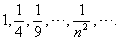 1, 1/4, 1/9, ⋯, 1/n², ⋯.